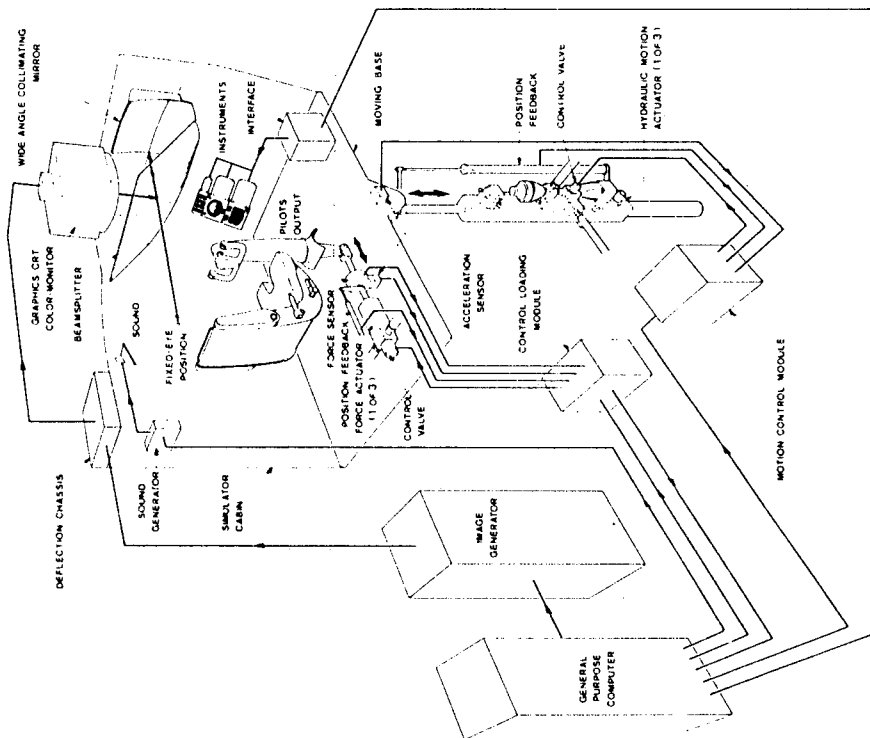 WIDE ANGLE COLLIMATING
MIRROR
GRAPHICS CRT
COLOR-MONITOR
BEAMSPLITTER
DEFLECTION CHASSIS
SOUND
FIXED-EYE
POSITION
SOUND
GENERATOR
SIMULATOR
CABIN
INSTRUMENTS
INTERFACE
PILOTS
OUTPUT
MOVING BASE
FORCE SENSOR
POSITION FEEDBACK
FORCE ACTUATOR
(1 OF 3)
CONTROL
VALVE
POSITION
FEEDBACK
CONTROL VALVE
HYDRAULIC MOTION
ACTUATOR (1 OF 3)
ACCELERATION
SENSOR
CONTROL LOADING
MODULE
MOTION CONTROL MODULE
IMAGE
GENERATOR
GENERAL
PURPOSE
COMPUTER